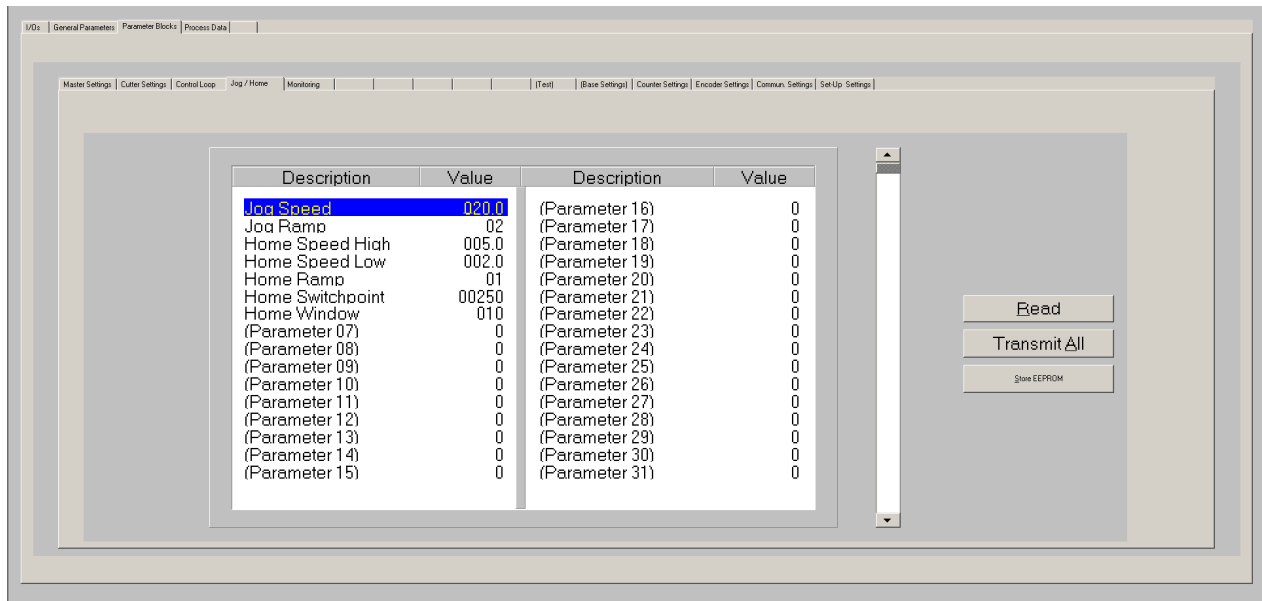 I/Os General Parameters Parameter Blocks Process Data
Master Settings Cutter Settings Control Loop Jog / Home Monitoring (Test) (Base Settings) Counter Settings Encoder Settings Commun. Settings Set-Up Settings
Description Value Description Value
Jog Speed 020.0 (Parameter 16) 0
Jog Ramp 02 (Parameter 17) 0
Home Speed High 005.0 (Parameter 18) 0
Home Speed Low 002.0 (Parameter 19) 0
Home Ramp 01 (Parameter 20) 0
Home Switchpoint 00250 (Parameter 21) 0
Home Window 010 (Parameter 22) 0
(Parameter 07) 0 (Parameter 23) 0
(Parameter 08) 0 (Parameter 24) 0
(Parameter 09) 0 (Parameter 25) 0
(Parameter 10) 0 (Parameter 26) 0
(Parameter 11) 0 (Parameter 27) 0
(Parameter 12) 0 (Parameter 28) 0
(Parameter 13) 0 (Parameter 29) 0
(Parameter 14) 0 (Parameter 30) 0
(Parameter 15) 0 (Parameter 31) 0
Read
Transmit All
Store EEPROM